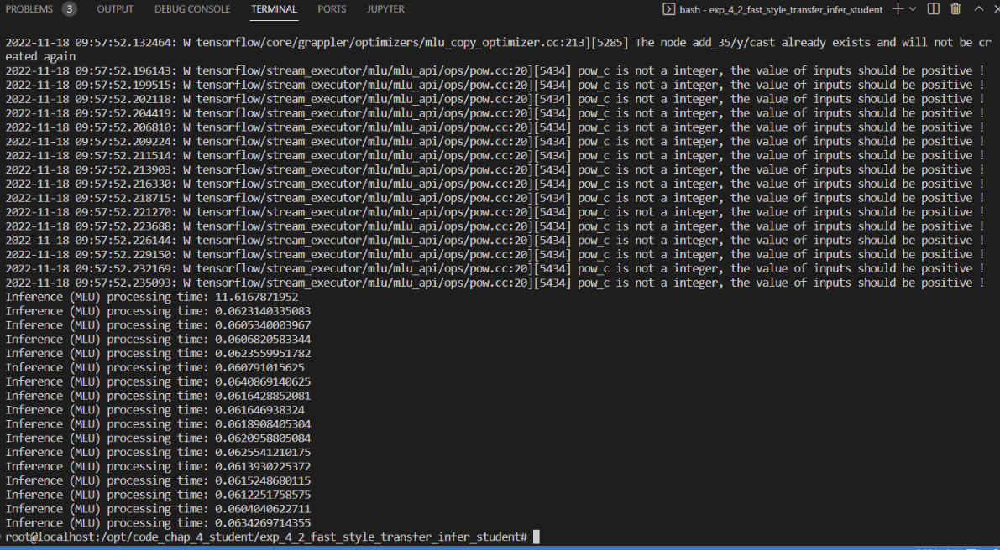 PROBLEMS 3 OUTPUT DEBUG CONSOLE TERMINAL PORTS JUPYTER bash - exp_4_2_fast_style_transfer_infer_student
2022-11-18 09:57:52.132464: W tensorflow/core/grappler/optimizers/mlu_copy_optimizer.cc:213][5285] The node add_35/y/cast already exists and will not be cr
eated again
2022-11-18 09:57:52.196143: W tensorflow/stream_executor/mlu/mlu_api/ops/pow.cc:20][5434] pow_c is not a integer, the value of inputs should be positive !
2022-11-18 09:57:52.199515: W tensorflow/stream_executor/mlu/mlu_api/ops/pow.cc:20][5434] pow_c is not a integer, the value of inputs should be positive !
2022-11-18 09:57:52.202118: W tensorflow/stream_executor/mlu/mlu_api/ops/pow.cc:20][5434] pow_c is not a integer, the value of inputs should be positive !
2022-11-18 09:57:52.204419: W tensorflow/stream_executor/mlu/mlu_api/ops/pow.cc:20][5434] pow_c is not a integer, the value of inputs should be positive !
2022-11-18 09:57:52.206810: W tensorflow/stream_executor/mlu/mlu_api/ops/pow.cc:20][5434] pow_c is not a integer, the value of inputs should be positive !
2022-11-18 09:57:52.209224: W tensorflow/stream_executor/mlu/mlu_api/ops/pow.cc:20][5434] pow_c is not a integer, the value of inputs should be positive !
2022-11-18 09:57:52.211514: W tensorflow/stream_executor/mlu/mlu_api/ops/pow.cc:20][5434] pow_c is not a integer, the value of inputs should be positive !
2022-11-18 09:57:52.213903: W tensorflow/stream_executor/mlu/mlu_api/ops/pow.cc:20][5434] pow_c is not a integer, the value of inputs should be positive !
2022-11-18 09:57:52.216330: W tensorflow/stream_executor/mlu/mlu_api/ops/pow.cc:20][5434] pow_c is not a integer, the value of inputs should be positive !
2022-11-18 09:57:52.218715: W tensorflow/stream_executor/mlu/mlu_api/ops/pow.cc:20][5434] pow_c is not a integer, the value of inputs should be positive !
2022-11-18 09:57:52.221270: W tensorflow/stream_executor/mlu/mlu_api/ops/pow.cc:20][5434] pow_c is not a integer, the value of inputs should be positive !
2022-11-18 09:57:52.223688: W tensorflow/stream_executor/mlu/mlu_api/ops/pow.cc:20][5434] pow_c is not a integer, the value of inputs should be positive !
2022-11-18 09:57:52.226144: W tensorflow/stream_executor/mlu/mlu_api/ops/pow.cc:20][5434] pow_c is not a integer, the value of inputs should be positive !
2022-11-18 09:57:52.229150: W tensorflow/stream_executor/mlu/mlu_api/ops/pow.cc:20][5434] pow_c is not a integer, the value of inputs should be positive !
2022-11-18 09:57:52.232169: W tensorflow/stream_executor/mlu/mlu_api/ops/pow.cc:20][5434] pow_c is not a integer, the value of inputs should be positive !
2022-11-18 09:57:52.235093: W tensorflow/stream_executor/mlu/mlu_api/ops/pow.cc:20][5434] pow_c is not a integer, the value of inputs should be positive !
Inference (MLU) processing time: 11.6167871952
Inference (MLU) processing time: 0.0623140335083
Inference (MLU) processing time: 0.0605340003967
Inference (MLU) processing time: 0.0606820583344
Inference (MLU) processing time: 0.0623559951782
Inference (MLU) processing time: 0.060791015625
Inference (MLU) processing time: 0.0640869140625
Inference (MLU) processing time: 0.0616428852081
Inference (MLU) processing time: 0.061646938324
Inference (MLU) processing time: 0.0618908405304
Inference (MLU) processing time: 0.0620958805084
Inference (MLU) processing time: 0.0625541210175
Inference (MLU) processing time: 0.0613930225372
Inference (MLU) processing time: 0.0615248680115
Inference (MLU) processing time: 0.0612251758575
Inference (MLU) processing time: 0.0604040622711
Inference (MLU) processing time: 0.0634269714355
root@localhost:/opt/code_chap_4_student/exp_4_2_fast_style_transfer_infer_student#